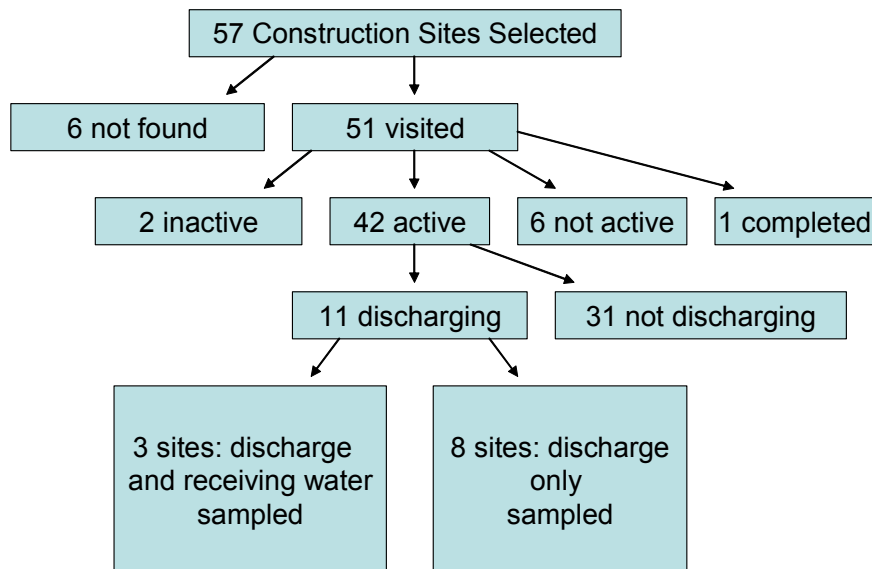 57 Construction Sites Selected
6 not found
51 visited
2 inactive
42 active
6 not active
1 completed
11 discharging
31 not discharging
3 sites: discharge
and receiving water
sampled
8 sites: discharge
only
sampled